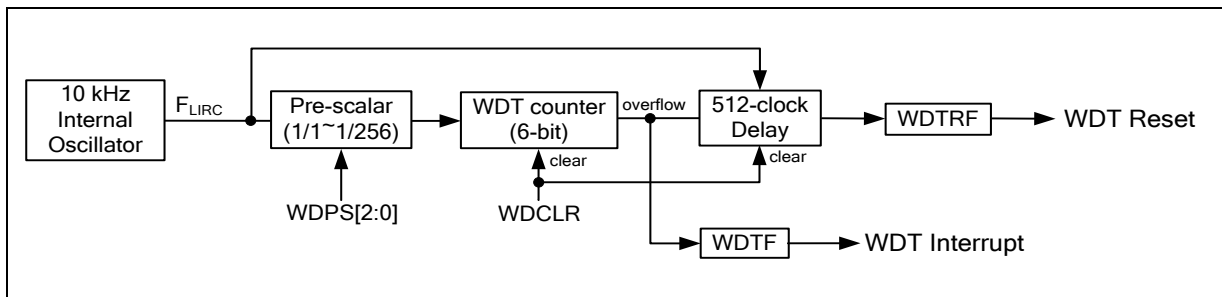 10 kHz
Internal
Oscillator
FLIRC
Pre-scalar
(1/1~1/256)
WDPS[2:0]
WDT counter
(6-bit)
clear
WDCLR
overflow
512-clock
Delay
clear
WDTRF
WDT Reset
WDTF
WDT Interrupt